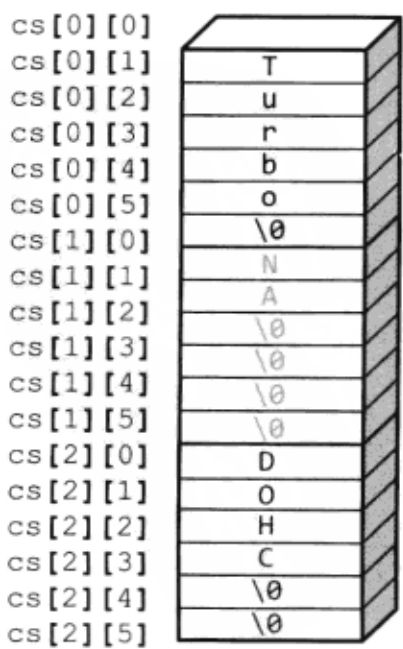 cs[0][0]
cs[0][1]
cs[0][2]
cs[0][3]
cs[0][4]
cs[0][5]
cs[1][0]
cs[1][1]
cs[1][2]
cs[1][3]
cs[1][4]
cs[1][5]
cs[2][0]
cs[2][1]
cs[2][2]
cs[2][3]
cs[2][4]
cs[2][5]
T
u
r
b
o
\0
N
A
\0
\0
\0
\0
D
O
H
C
\0
\0